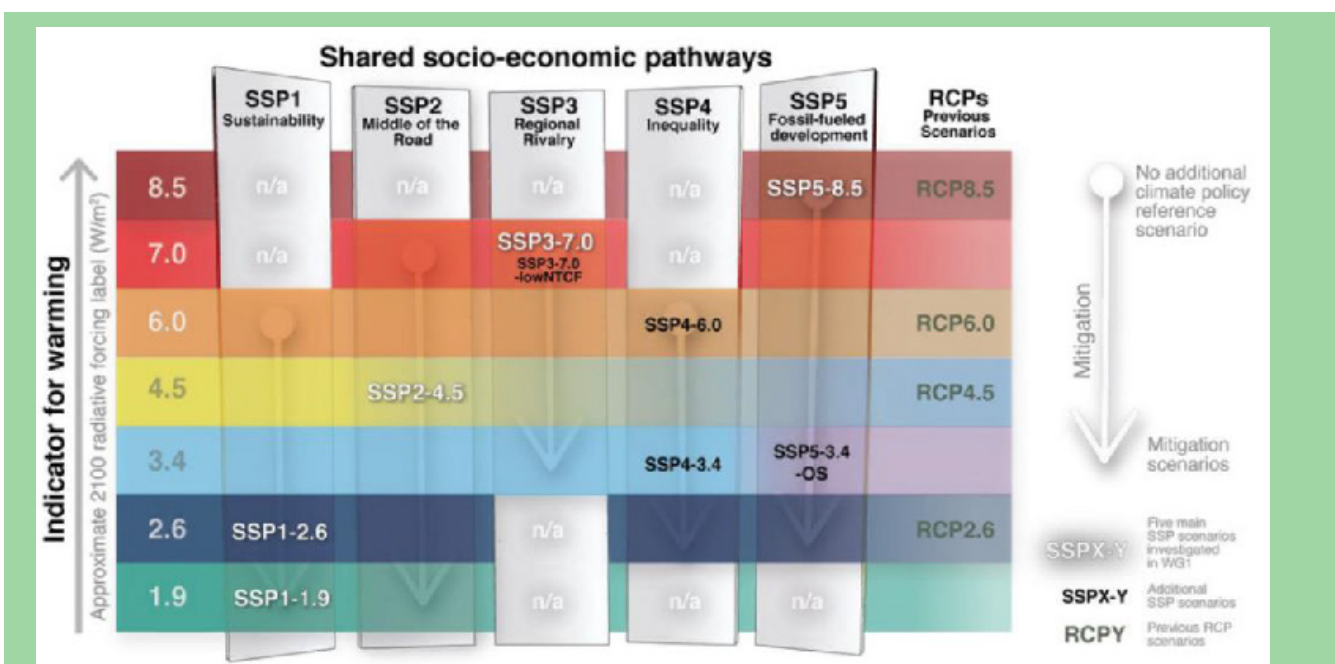 Shared socio-economic pathways
SSP1
Sustainability
SSP2
Middle of the
Road
SSP3
Regional
Rivalry
SSP4
Inequality
SSP5
Fossil-fueled
development
RCPs
Previous
Scenarios
Indicator for warming
Approximate 2100 radiative forcing label (W/m²)
8.5 n/a n/a n/a n/a SSP5-8.5 RCP8.5
7.0 n/a SSP3-7.0 n/a
SSP3-7.0
-lowNTCF
6.0 SSP4-6.0 RCP6.0
4.5 SSP2-4.5 RCP4.5
3.4 SSP4-3.4 SSP5-3.4
-OS
2.6 SSP1-2.6 n/a RCP2.6
1.9 SSP1-1.9 n/a n/a n/a
No additional
climate policy
reference
scenario
Mitigation
Mitigation
scenarios
SSPX-Y
Five main
SSP scenarios
investigated
in WG1
SSPX-Y
Additional
SSP scenarios
RCPY
Previous RCP
scenarios